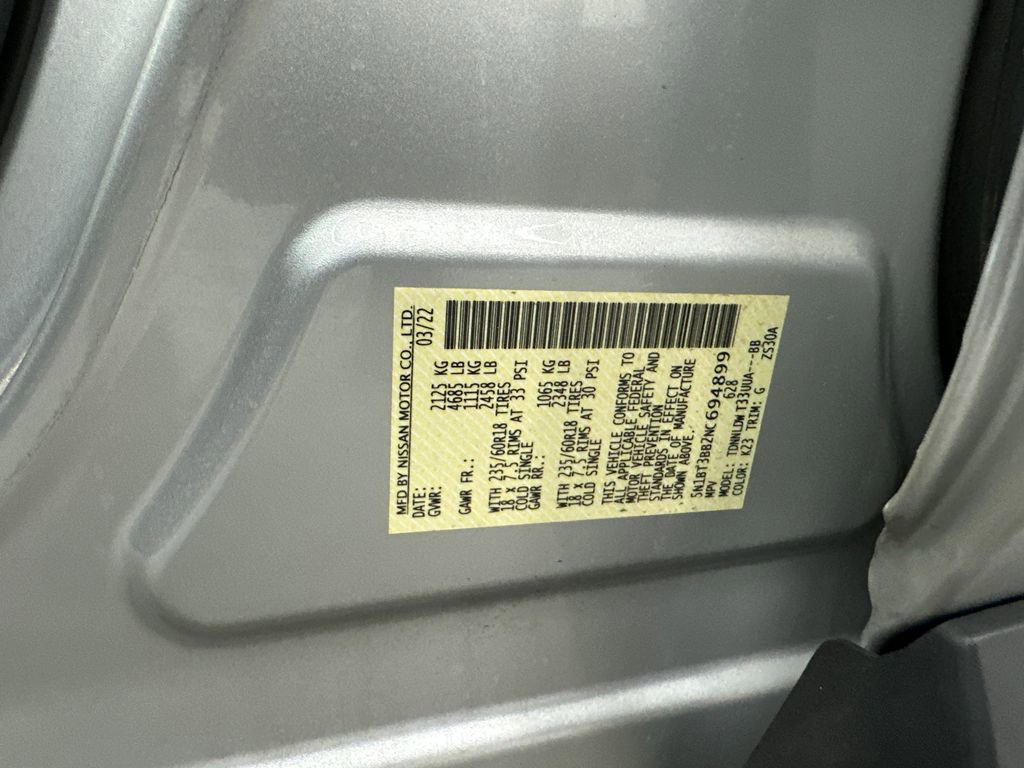 MFD BY NISSAN MOTOR CO., LTD.
DATE: 03/22
GVWR: 2125 KG
4685 LB
GAWR FR.: 1115 KG
2458 LB
WITH 235/60R18 TIRES
18 X 7.5 RIMS AT 33 PSI
COLD SINGLE
GAWR RR.: 1065 KG
2348 LB
WITH 235/60R18 TIRES
18 X 7.5 RIMS AT 30 PSI
COLD SINGLE
THIS VEHICLE CONFORMS TO
ALL APPLICABLE FEDERAL
MOTOR VEHICLE SAFETY AND
THEFT PREVENTION
STANDARDS IN EFFECT ON
THE DATE OF MANUFACTURE
SHOWN ABOVE.
5N1BT3BB2NC694899
MPV 628
MODEL: TDNNLDWT33UUA---BB
COLOR: K23 TRIM: G ZS30A